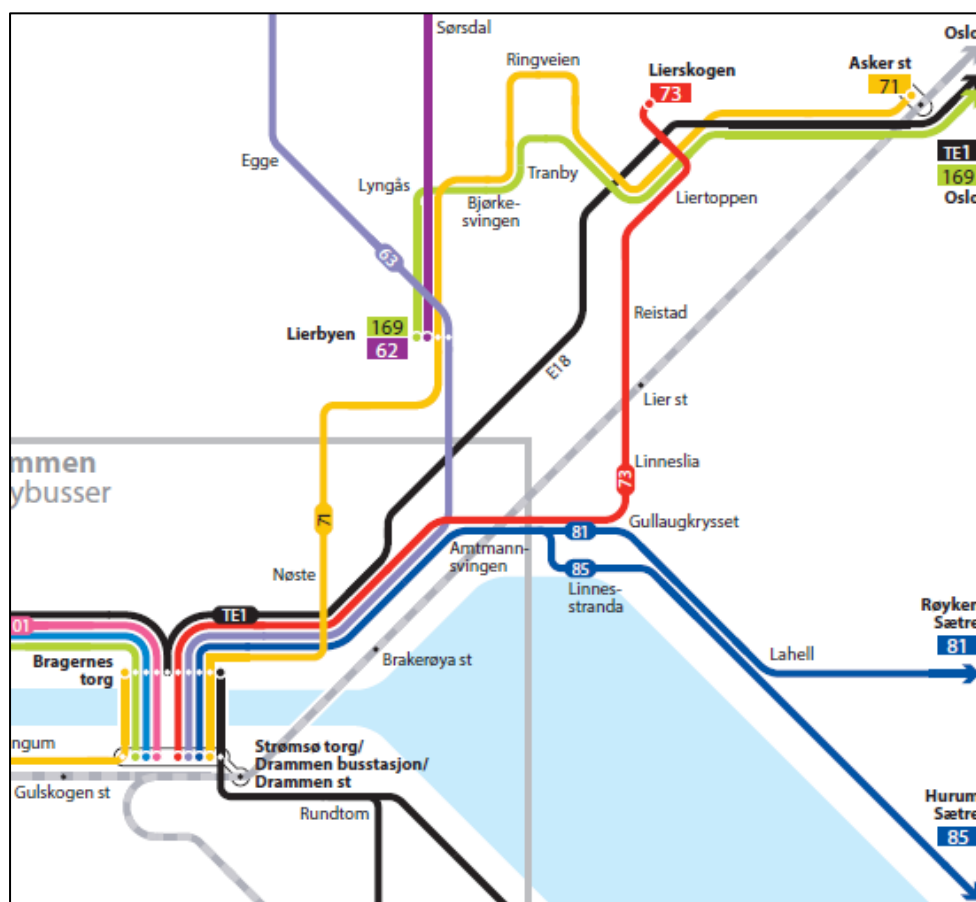 Sørsdal
Oslo
Ringveien
Lierskogen
73
Asker st
71
Egge
Lyngås
Tranby
TE1
169
Oslo
Bjørke-
svingen
Liertoppen
63
Reistad
Lierbyen
169
62
E18
Lier st
mmen
ybusser
Linneslia
73
71
Gullaugkrysset
81
Amtmann-
svingen
Nøste
85
Linnes-
stranda
TE1
01
Røyken
Sætre
81
Bragernes
torg
Brakerøya st
Lahell
ngum
Strømsø torg/
Drammen busstasjon/
Drammen st
Gulskogen st
Rundtom
Hurum
Sætre
85